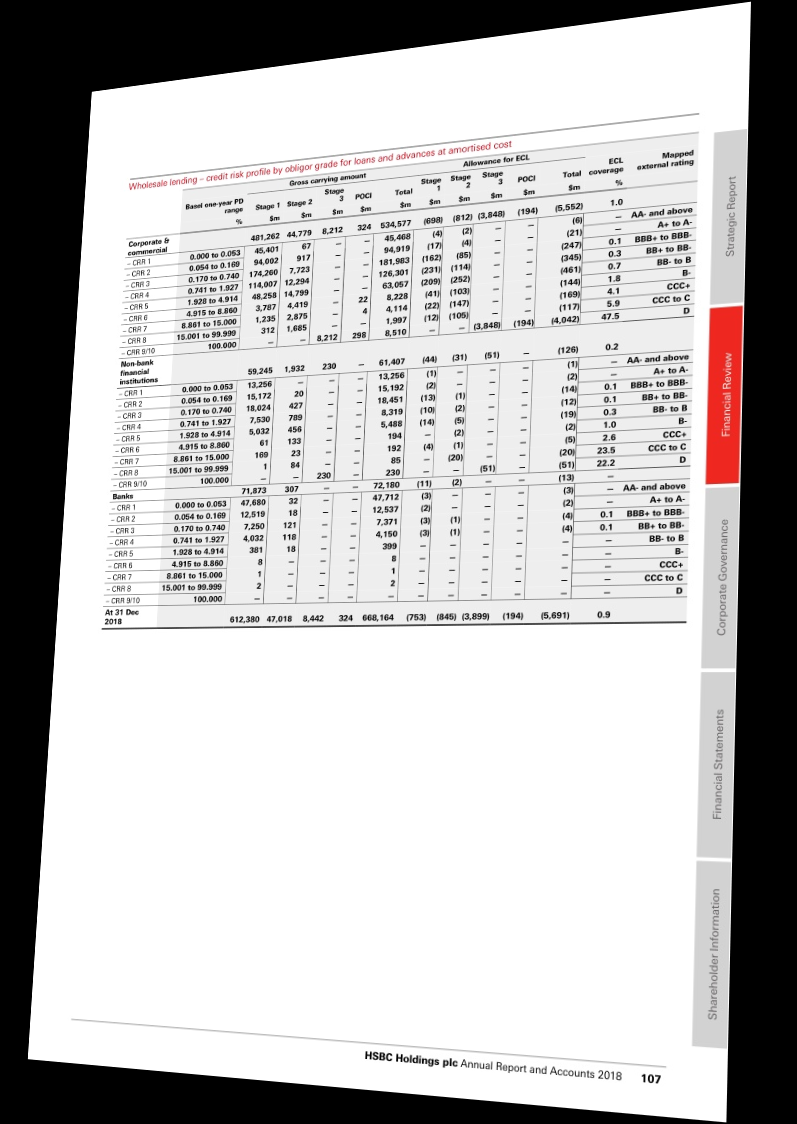 Wholesale lending – credit risk profile by obligor grade for loans and advances at amortised cost
Gross carrying amount Allowance for ECL
Basel one-year PD range Stage 1 Stage 2 Stage 3 POCI Total Stage 1 Stage 2 Stage 3 POCI Total ECL coverage Mapped external rating
% $m $m $m $m $m $m $m $m $m $m %
Corporate & commercial 481,262 44,779 8,212 324 534,577 (698) (812) (3,848) (194) (5,552) 1.0
– CRR 1 0.000 to 0.053 45,401 67 – – 45,468 (4) (2) – – (6) – AA- and above
– CRR 2 0.054 to 0.169 94,002 917 – – 94,919 (17) (4) – – (21) – A+ to A-
– CRR 3 0.170 to 0.740 174,260 7,723 – – 181,983 (162) (85) – – (247) 0.1 BBB+ to BBB-
– CRR 4 0.741 to 1.927 114,007 12,294 – – 126,301 (231) (114) – – (345) 0.3 BB+ to BB-
– CRR 5 1.928 to 4.914 48,258 14,799 – – 63,057 (209) (252) – – (461) 0.7 BB- to B
– CRR 6 4.915 to 8.860 3,787 4,419 – 22 8,228 (41) (103) – – (144) 1.8 B-
– CRR 7 8.861 to 15.000 1,235 2,875 – 4 4,114 (22) (147) – – (169) 4.1 CCC+
– CRR 8 15.001 to 99.999 312 1,685 – – 1,997 (12) (105) – – (117) 5.9 CCC to C
– CRR 9/10 100.000 – – 8,212 298 8,510 – – (3,848) (194) (4,042) 47.5 D
Non-bank financial institutions 59,245 1,932 230 – 61,407 (44) (31) (51) – (126) 0.2
– CRR 1 0.000 to 0.053 13,256 – – – 13,256 (1) – – – (1) – AA- and above
– CRR 2 0.054 to 0.169 15,172 20 – – 15,192 (2) – – – (2) – A+ to A-
– CRR 3 0.170 to 0.740 18,024 427 – – 18,451 (13) (1) – – (14) 0.1 BBB+ to BBB-
– CRR 4 0.741 to 1.927 7,530 789 – – 8,319 (10) (2) – – (12) 0.1 BB+ to BB-
– CRR 5 1.928 to 4.914 5,032 456 – – 5,488 (14) (5) – – (19) 0.3 BB- to B
– CRR 6 4.915 to 8.860 61 133 – – 194 – (2) – – (2) 1.0 B-
– CRR 7 8.861 to 15.000 169 23 – – 192 (4) (1) – – (5) 2.6 CCC+
– CRR 8 15.001 to 99.999 1 84 – – 85 – (20) – – (20) 23.5 CCC to C
– CRR 9/10 100.000 – – 230 – 230 – – (51) – (51) 22.2 D
Banks 71,873 307 – – 72,180 (11) (2) – – (13) –
– CRR 1 0.000 to 0.053 47,680 32 – – 47,712 (3) – – – (3) – AA- and above
– CRR 2 0.054 to 0.169 12,519 18 – – 12,537 (2) – – – (2) – A+ to A-
– CRR 3 0.170 to 0.740 7,250 121 – – 7,371 (3) (1) – – (4) 0.1 BBB+ to BBB-
– CRR 4 0.741 to 1.927 4,032 118 – – 4,150 (3) (1) – – (4) 0.1 BB+ to BB-
– CRR 5 1.928 to 4.914 381 18 – – 399 – – – – – – BB- to B
– CRR 6 4.915 to 8.860 8 – – – 8 – – – – – – B-
– CRR 7 8.861 to 15.000 1 – – – 1 – – – – – – CCC+
– CRR 8 15.001 to 99.999 2 – – – 2 – – – – – – CCC to C
– CRR 9/10 100.000 – – – – – – – – – – – D
At 31 Dec 2018 612,380 47,018 8,442 324 668,164 (753) (845) (3,899) (194) (5,691) 0.9
Strategic Report
Financial Review
Corporate Governance
Financial Statements
Shareholder Information
HSBC Holdings plc Annual Report and Accounts 2018 107